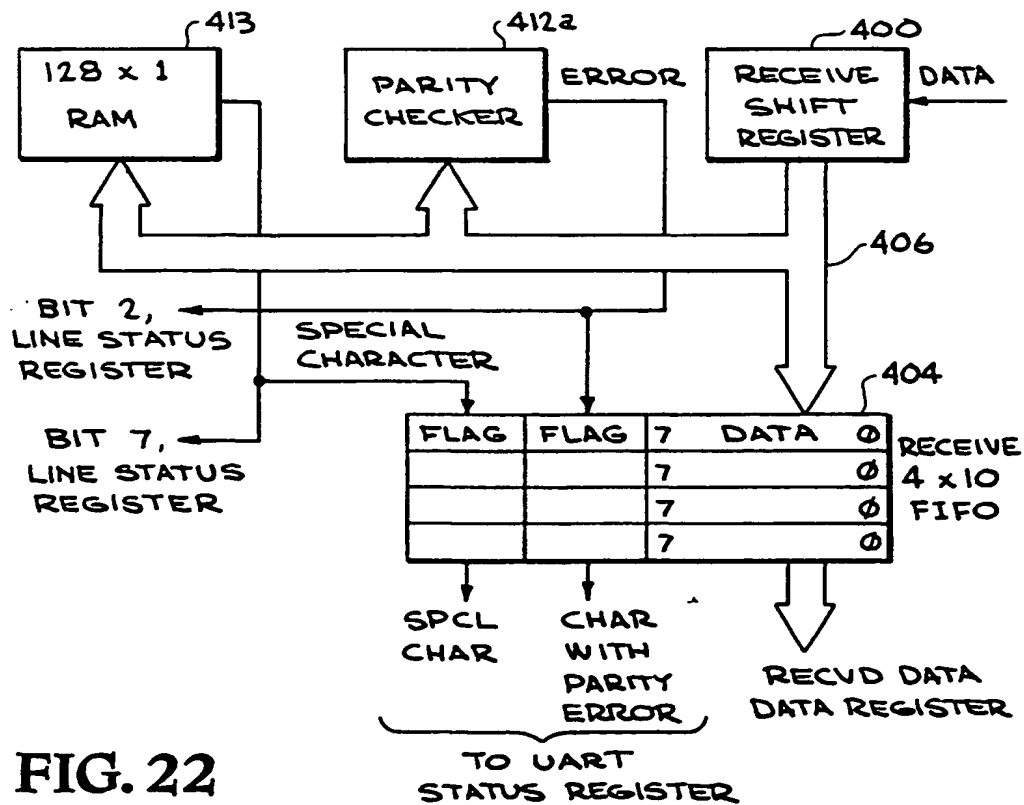 413
128 x 1
RAM
412a
PARITY
CHECKER
ERROR
400
RECEIVE
SHIFT
REGISTER
DATA
406
BIT 2,
LINE STATUS
REGISTER
SPECIAL
CHARACTER
BIT 7,
LINE STATUS
REGISTER
404
FLAG FLAG 7 DATA Ø
7 Ø
7 Ø
7 Ø
RECEIVE
4 x 10
FIFO
SPCL
CHAR
CHAR
WITH
PARITY
ERROR
RECVD DATA
DATA REGISTER
TO UART
STATUS REGISTER
FIG. 22